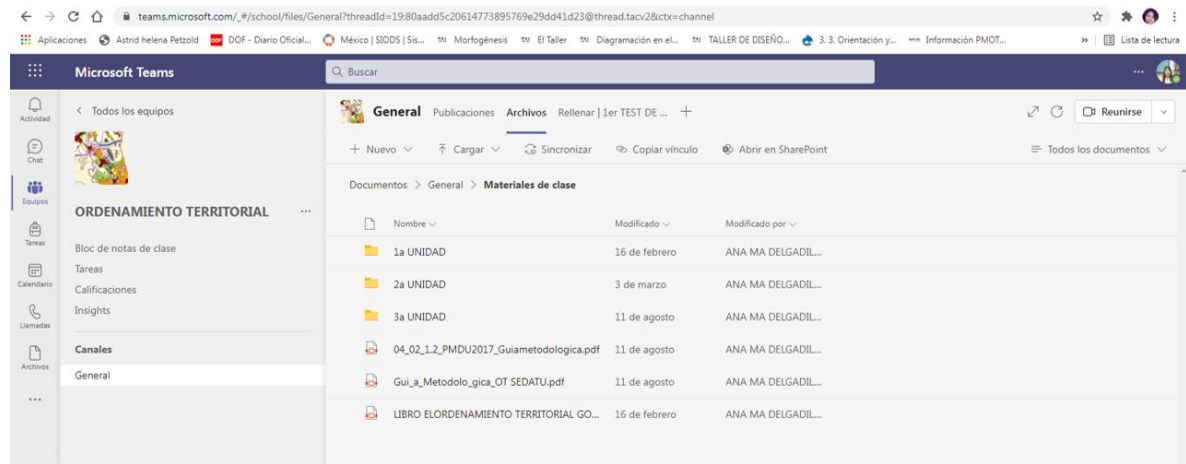 teams.microsoft.com/_#/school/files/General?threadId=19:80aadd5c20614773895769e29dd41d23@thread.tacv2&ctx=channel
Aplicaciones Astrid helena Petzold DOF - Diario Oficial... México | SIODS | Sis... Morfogénesis El Taller Diagramación en el... TALLER DE DISEÑO... 3. 3. Orientación y... Información PMOT... » Lista de lectura
Microsoft Teams
Buscar
Actividad
Chat
Equipos
Tareas
Calendario
Llamadas
Archivos
< Todos los equipos
ORDENAMIENTO TERRITORIAL ...
Bloc de notas de clase
Tareas
Calificaciones
Insights
Canales
General
General Publicaciones Archivos Rellenar | 1er TEST DE ... +
Reunirse
+ Nuevo Cargar Sincronizar Copiar vínculo Abrir en SharePoint
Todos los documentos
Documentos > General > Materiales de clase
Nombre Modificado Modificado por
1a UNIDAD 16 de febrero ANA MA DELGADIL...
2a UNIDAD 3 de marzo ANA MA DELGADIL...
3a UNIDAD 11 de agosto ANA MA DELGADIL...
04_02_1.2_PMDU2017_Guiametodologica.pdf 11 de agosto ANA MA DELGADIL...
Gui_a_Metodolo_gica_OT SEDATU.pdf 11 de agosto ANA MA DELGADIL...
LIBRO ELORDENAMIENTO TERRITORIAL GO... 16 de febrero ANA MA DELGADIL...